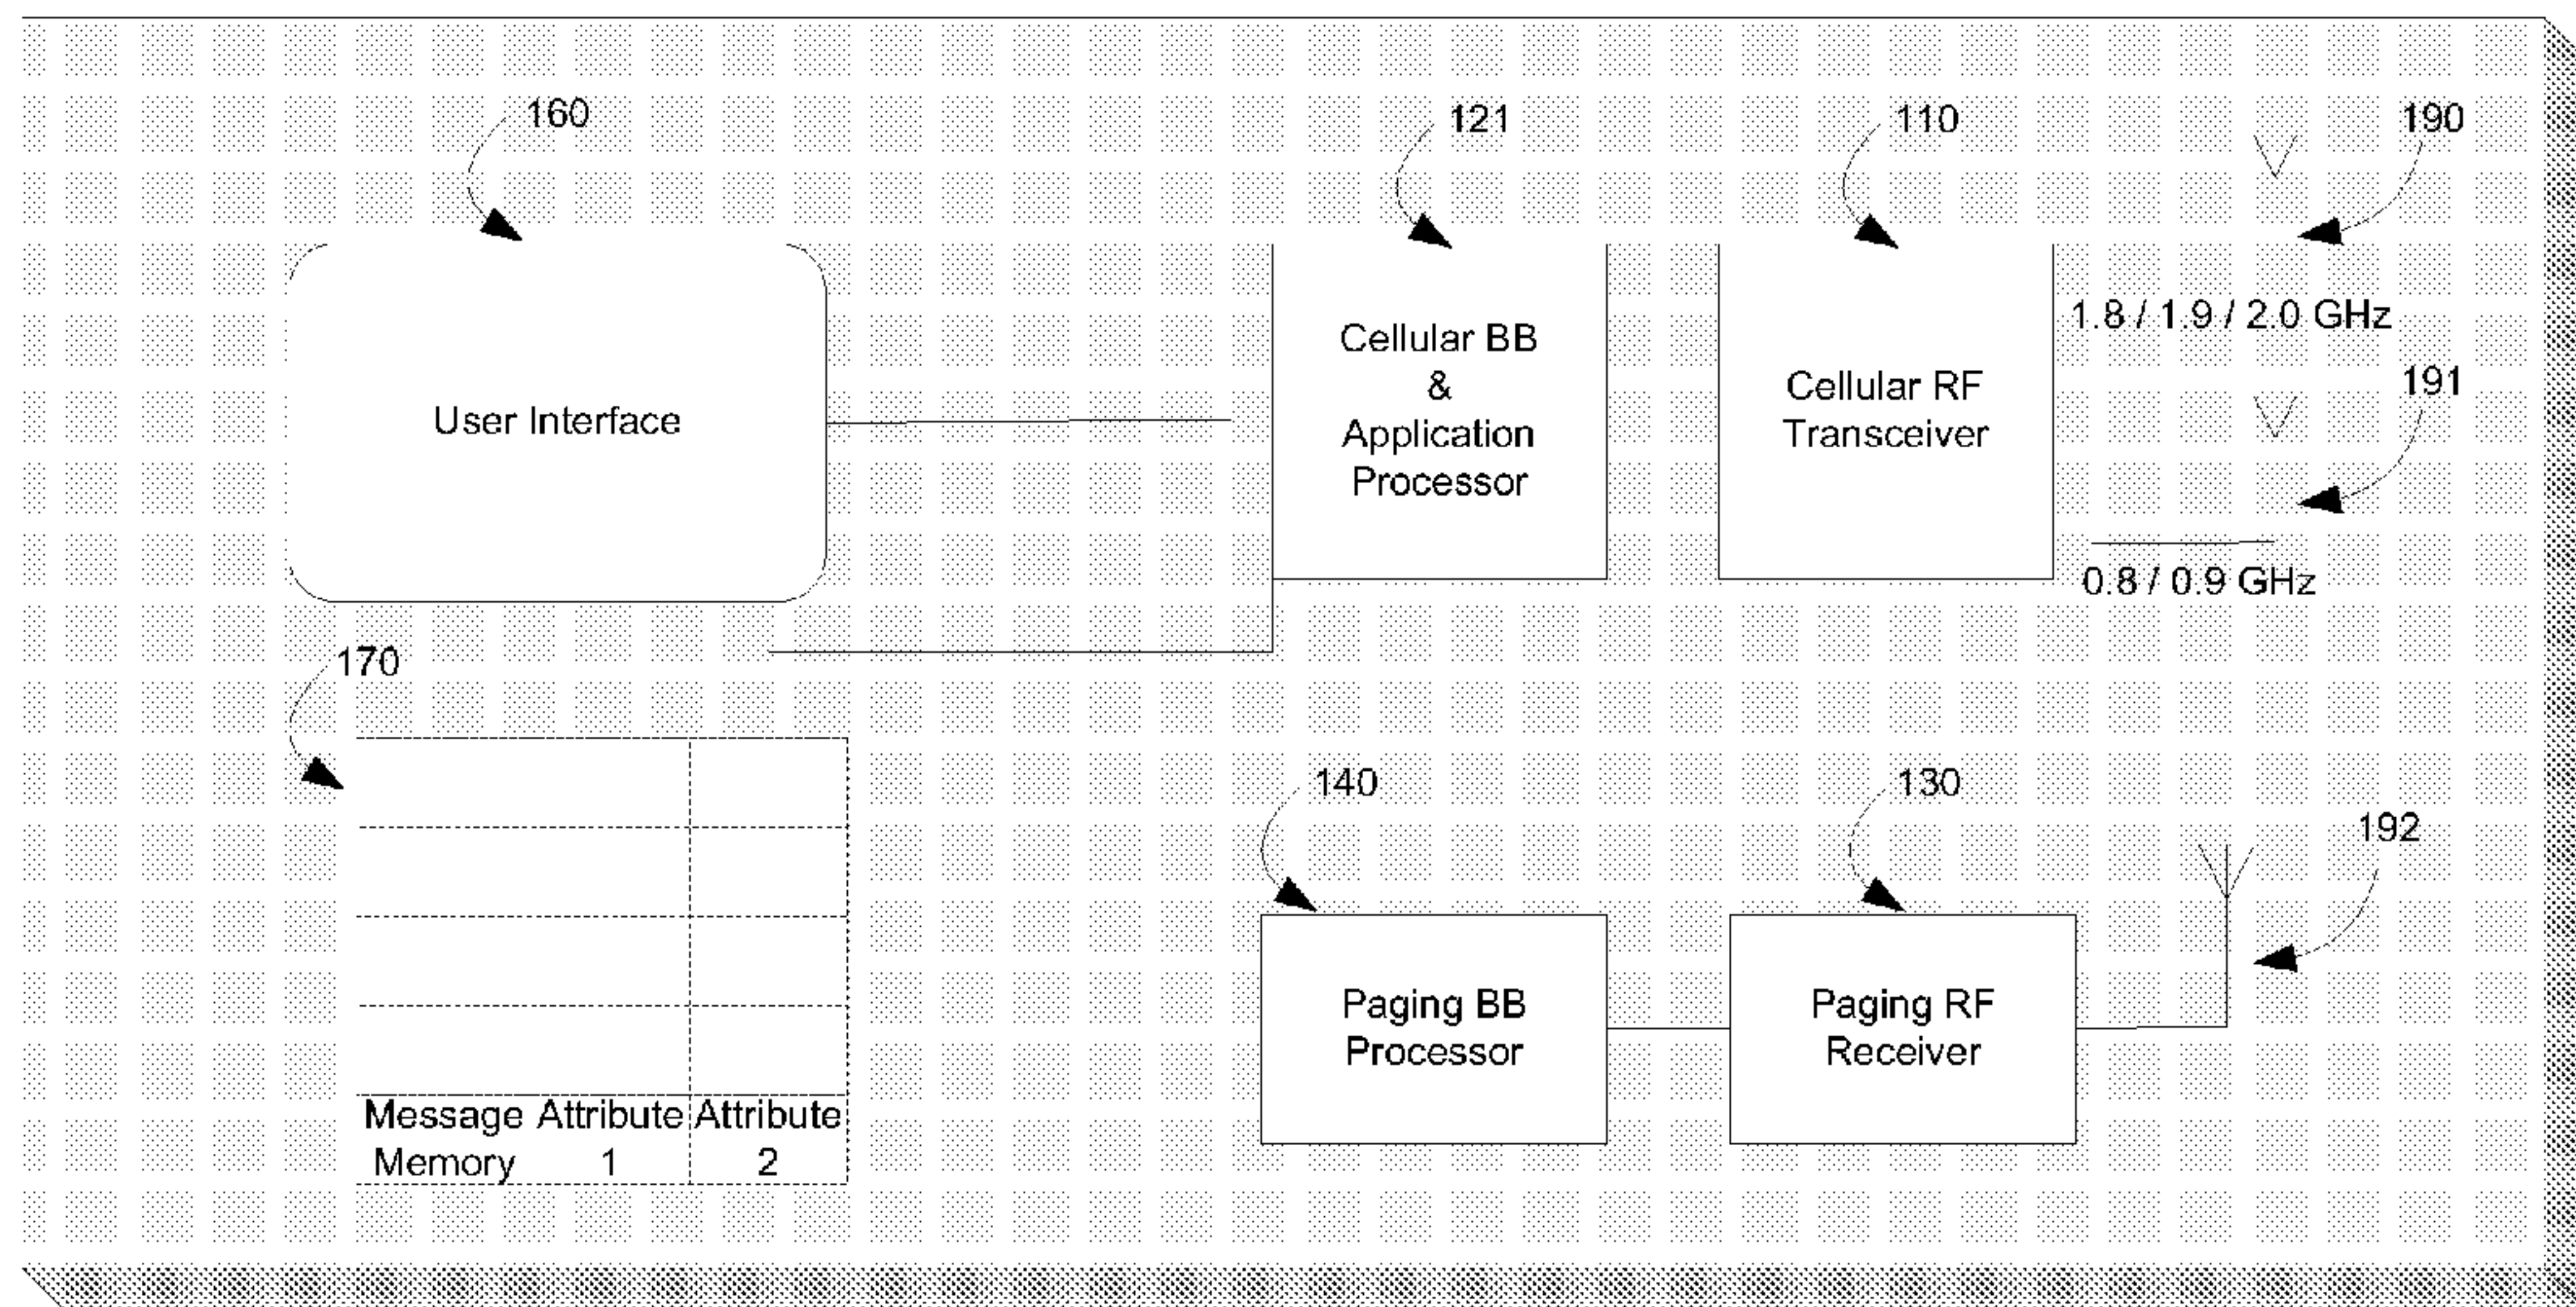 160
121
110
190
User Interface
Cellular BB
&
Application
Processor
Cellular RF
Transceiver
1.8 / 1.9 / 2.0 GHz
191
0.8 / 0.9 GHz
170
140
130
192
Paging BB
Processor
Paging RF
Receiver
Message Attribute Attribute
Memory 1 2